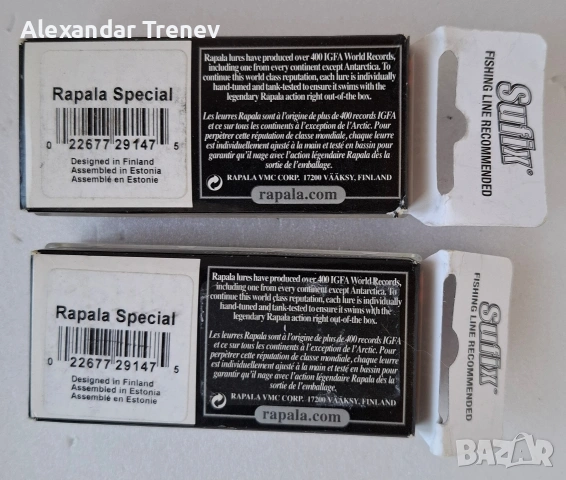 Alexandar Trenev
Rapala Special
0 22677 29147 5
Designed in Finland
Assembled in Estonia
Assemblé en Estonie
Rapala lures have produced over 400 IGFA World Records,
including one from every continent except Antarctica. To
continue this world class reputation, each lure is individually
hand-tuned and tank-tested to ensure it swims with the
legendary Rapala action right out-of-the box.
Les leurres Rapala sont à l'origine de plus de 400 records IGFA
et ce sur tous les continents à l'exception de l'Arctic. Pour
perpétrer cette réputation de classe mondiale, chaque leurre
est individuellement ajusté à la main et testé en bassin pour
garantir qu'il nage avec l'action légendaire Rapala dès la
sortie de l'emballage.
RAPALA VMC CORP. 17200 VÄÄKSY, FINLAND
rapala.com
Sufix®
FISHING LINE RECOMMENDED
Rapala Special
0 22677 29147 5
Designed in Finland
Assembled in Estonia
Assemblé en Estonie
Rapala lures have produced over 400 IGFA World Records,
including one from every continent except Antarctica. To
continue this world class reputation, each lure is individually
hand-tuned and tank-tested to ensure it swims with the
legendary Rapala action right out-of-the box.
Les leurres Rapala sont à l'origine de plus de 400 records IGFA
et ce sur tous les continents à l'exception de l'Arctic. Pour
perpétrer cette réputation de classe mondiale, chaque leurre
est individuellement ajusté à la main et testé en bassin pour
garantir qu'il nage avec l'action légendaire Rapala dès la
sortie de l'emballage.
RAPALA VMC CORP. 17200 VÄÄKSY, FINLAND
rapala.com
Sufix®
FISHING LINE RECOMMENDED
BAZAR